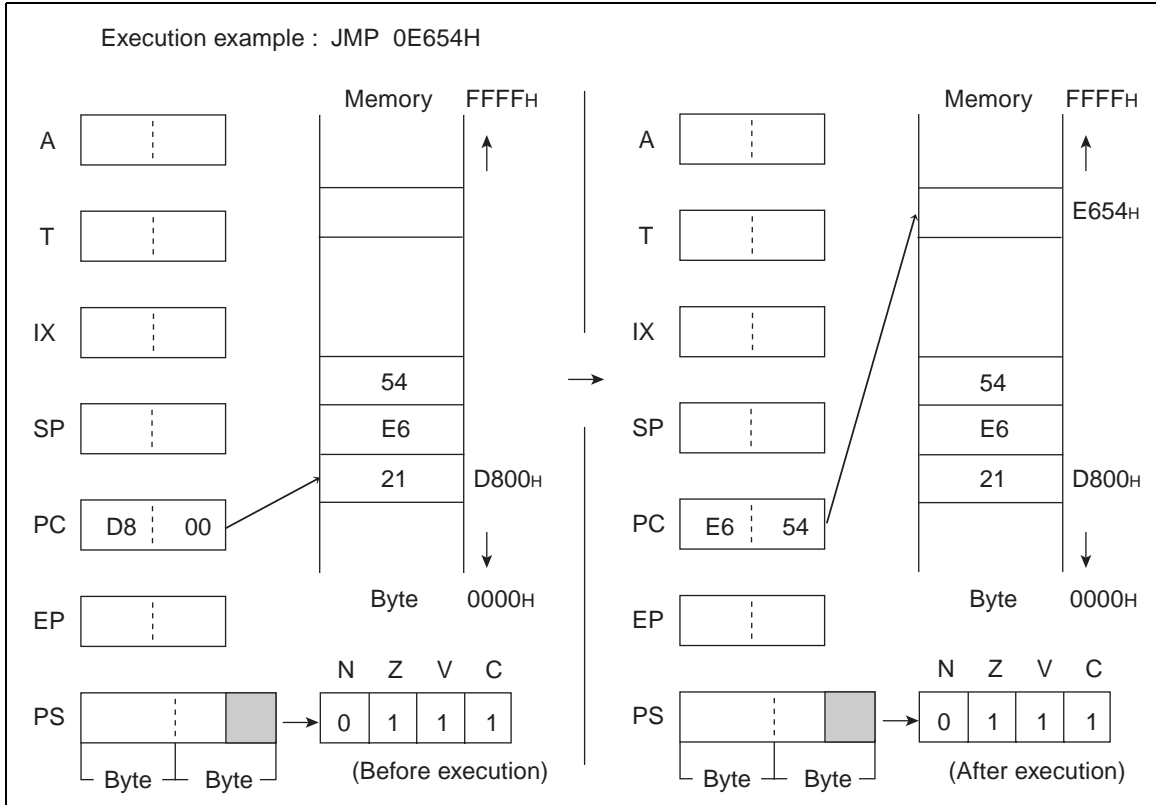 Execution example : JMP 0E654H
Memory FFFFH
A
T
IX
54
SP E6
21 D800H
PC D8 00
Byte 0000H
EP
N Z V C
PS 0 1 1 1
Byte Byte (Before execution)
Memory FFFFH
A
E654H
T
IX
54
SP E6
21 D800H
PC E6 54
Byte 0000H
EP
N Z V C
PS 0 1 1 1
Byte Byte (After execution)